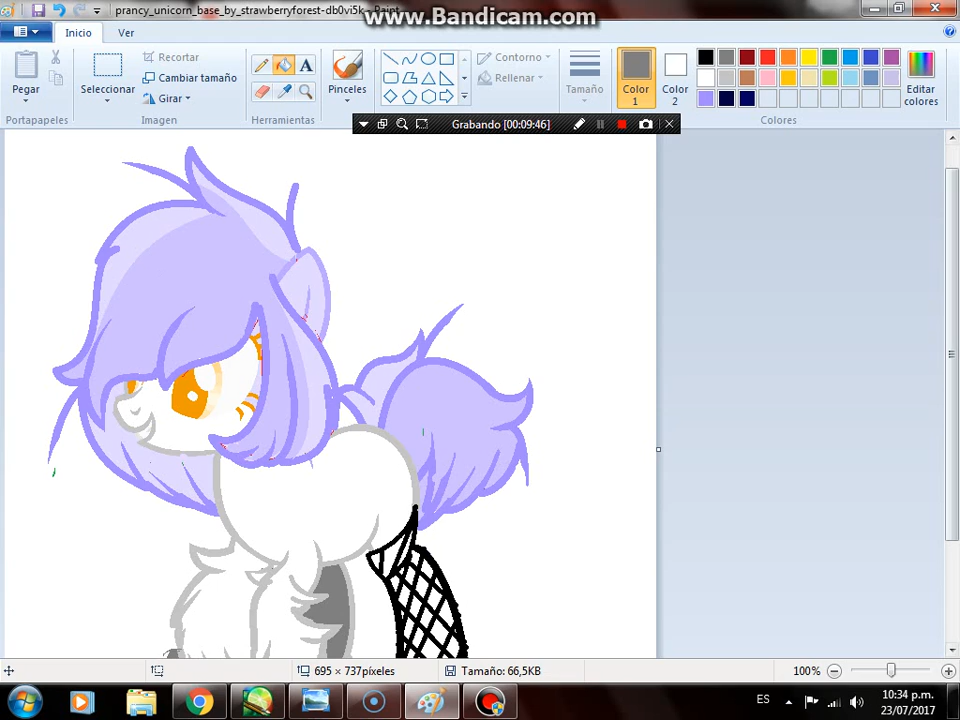 www.Bandicam.com
prancy_unicorn_base_by_strawberryforest-db0vi5k - Paint
Inicio
Ver
Pegar
Portapapeles
Seleccionar
Recortar
Cambiar tamaño
Girar
Imagen
A
Herramientas
Pinceles
Contorno
Rellenar
Tamaño
Color 1
Color 2
Editar colores
Colores
Grabando [00:09:46]
695 × 737píxeles
Tamaño: 66,5KB
100%
ES
10:34 p.m.
23/07/2017